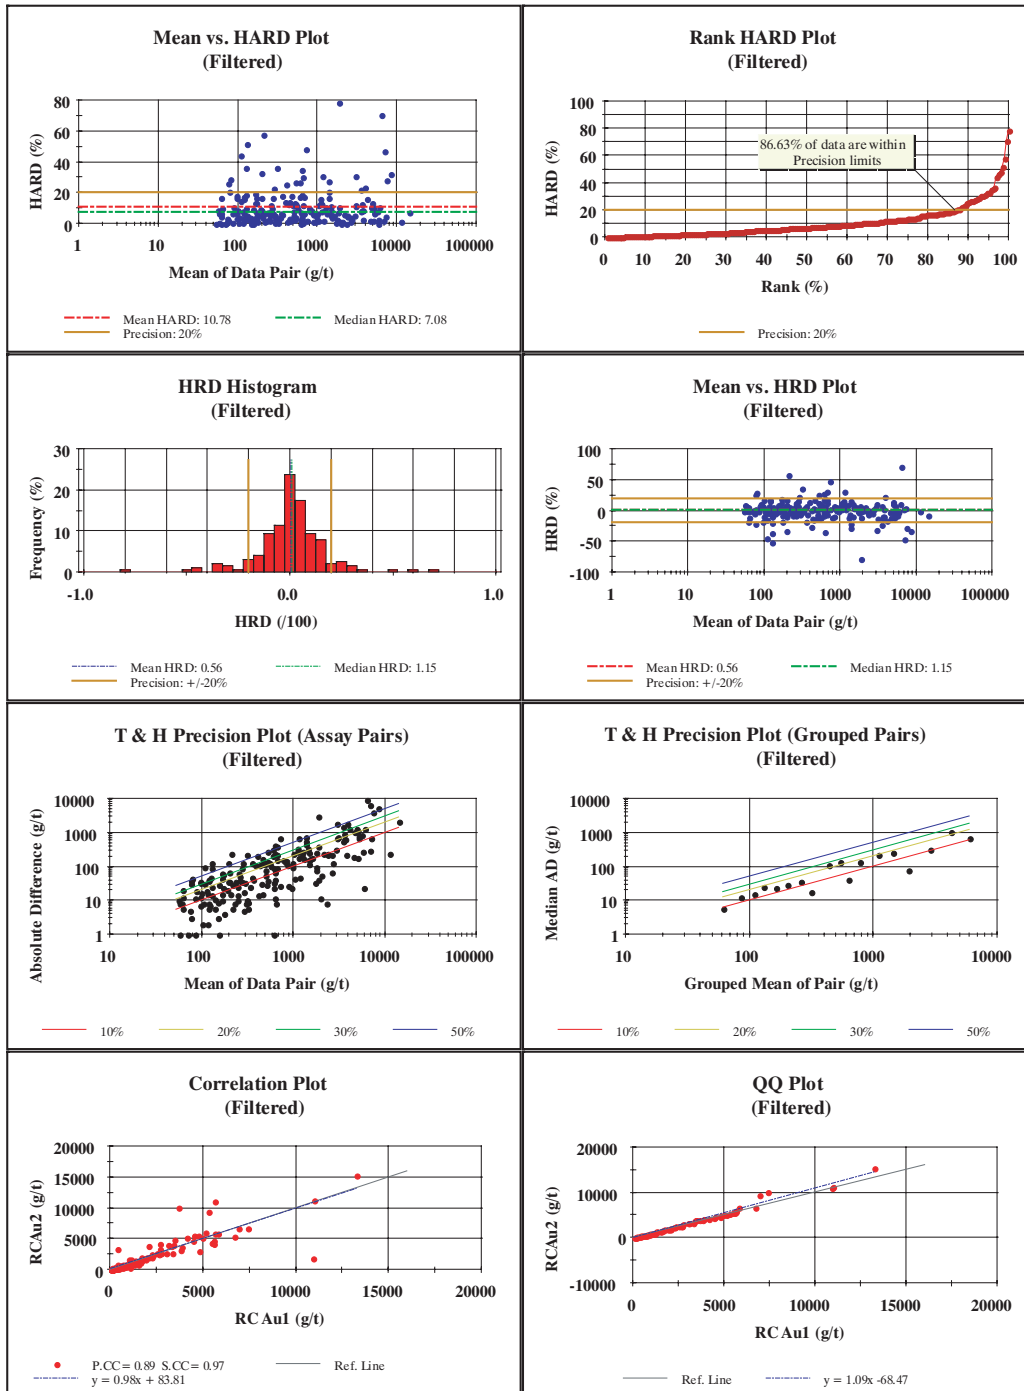 Mean vs. HARD Plot
(Filtered)
HARD (%)
80
60
40
20
0
1 10 100 1000 10000 100000
Mean of Data Pair (g/t)
Mean HARD: 10.78 Median HARD: 7.08
Precision: 20%
Rank HARD Plot
(Filtered)
HARD (%)
100
80
60
40
20
0
86.63% of data are within
Precision limits
0 10 20 30 40 50 60 70 80 90 100
Rank (%)
Precision: 20%
HRD Histogram
(Filtered)
Frequency (%)
30
20
10
0
-1.0 0.0 1.0
HRD (/100)
Mean HRD: 0.56 Median HRD: 1.15
Precision: +/-20%
Mean vs. HRD Plot
(Filtered)
HRD (%)
100
50
0
-50
-100
1 10 100 1000 10000 100000
Mean of Data Pair (g/t)
Mean HRD: 0.56 Median HRD: 1.15
Precision: +/-20%
T & H Precision Plot (Assay Pairs)
(Filtered)
Absolute Difference (g/t)
10000
1000
100
10
1
10 100 1000 10000 100000
Mean of Data Pair (g/t)
10% 20% 30% 50%
T & H Precision Plot (Grouped Pairs)
(Filtered)
Median AD (g/t)
10000
1000
100
10
1
10 100 1000 10000
Grouped Mean of Pair (g/t)
10% 20% 30% 50%
Correlation Plot
(Filtered)
RCAu2 (g/t)
20000
15000
10000
5000
0
0 5000 10000 15000 20000
RC Au1 (g/t)
P.CC= 0.89 S.CC= 0.97 Ref. Line
y = 0.98x + 83.81
QQ Plot
(Filtered)
RCAu2 (g/t)
20000
10000
0
-10000
0 5000 10000 15000 20000
RC Au1 (g/t)
Ref. Line y = 1.09x -68.47